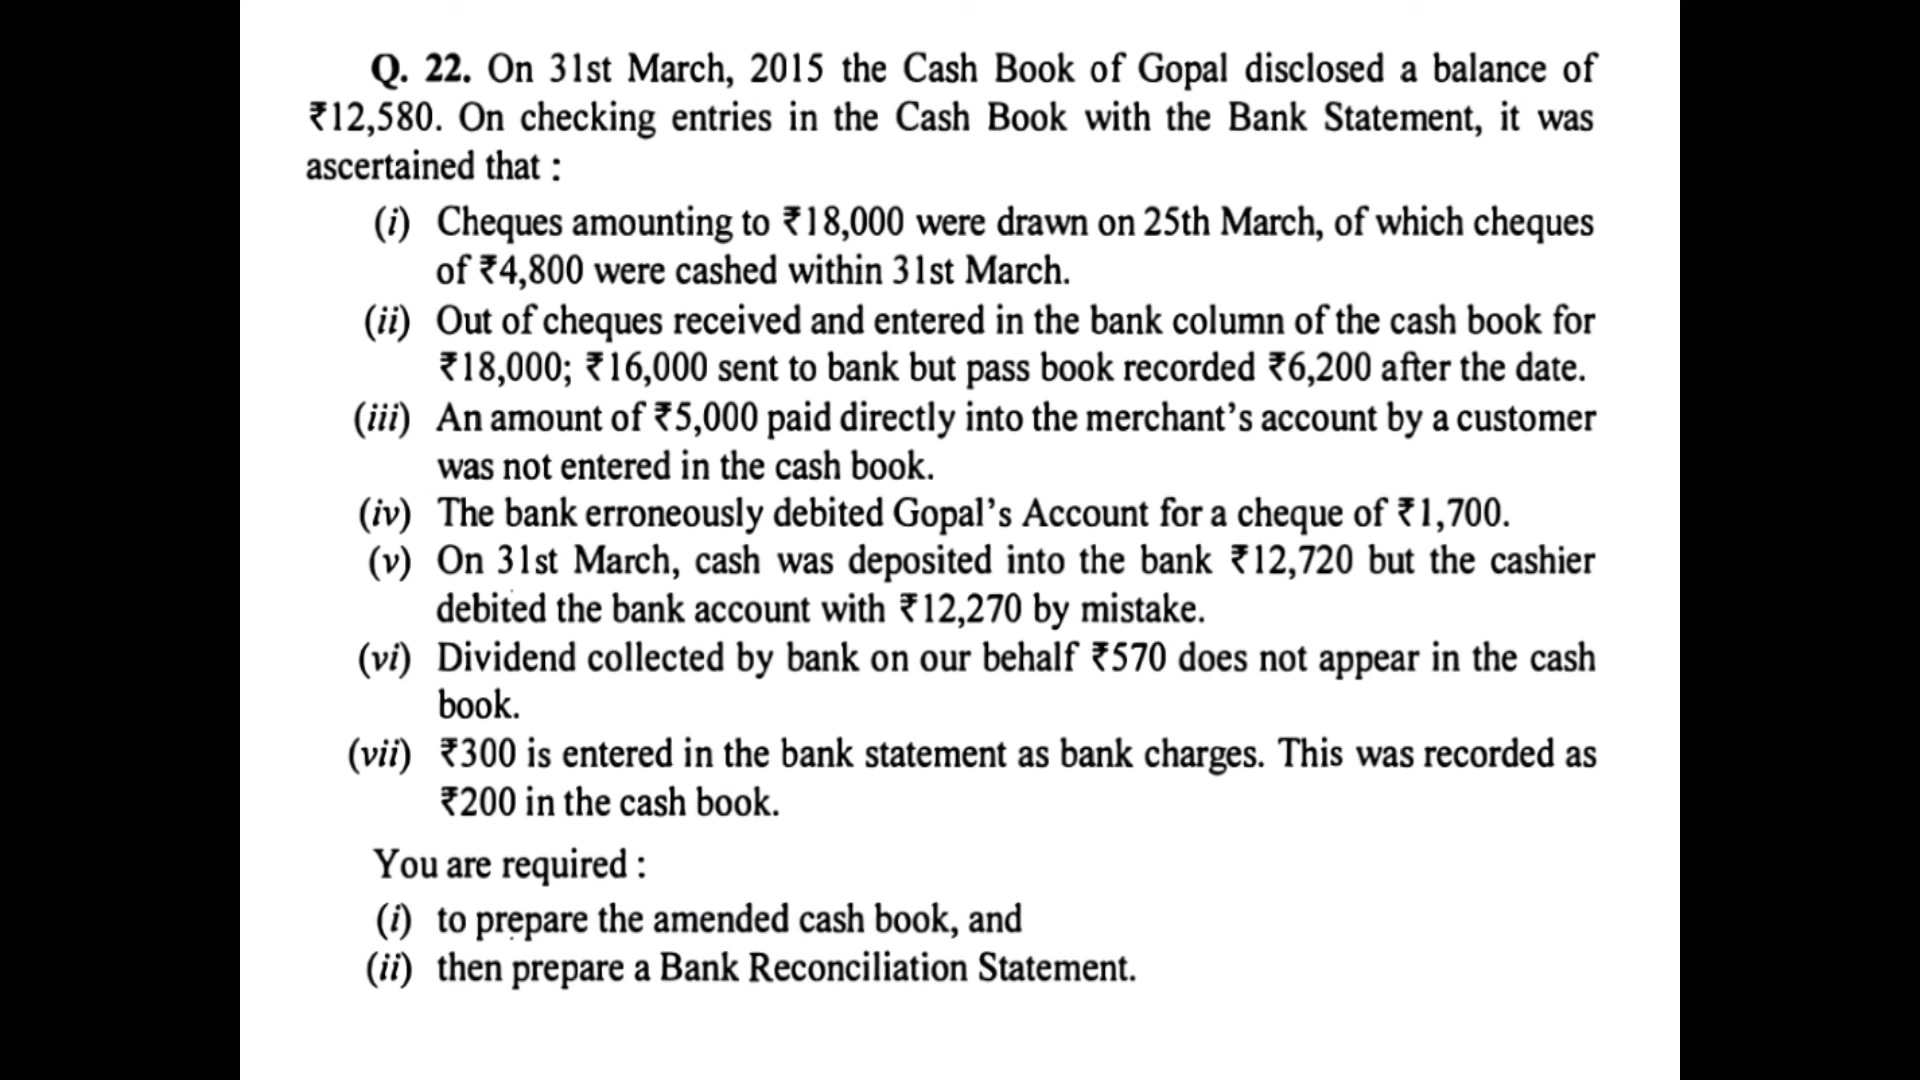 Q. 22. On 31st March, 2015 the Cash Book of Gopal disclosed a balance of
₹12,580. On checking entries in the Cash Book with the Bank Statement, it was
ascertained that :
(i) Cheques amounting to ₹18,000 were drawn on 25th March, of which cheques
of ₹4,800 were cashed within 31st March.
(ii) Out of cheques received and entered in the bank column of the cash book for
₹18,000; ₹16,000 sent to bank but pass book recorded ₹6,200 after the date.
(iii) An amount of ₹5,000 paid directly into the merchant's account by a customer
was not entered in the cash book.
(iv) The bank erroneously debited Gopal's Account for a cheque of ₹1,700.
(v) On 31st March, cash was deposited into the bank ₹12,720 but the cashier
debited the bank account with ₹12,270 by mistake.
(vi) Dividend collected by bank on our behalf ₹570 does not appear in the cash
book.
(vii) ₹300 is entered in the bank statement as bank charges. This was recorded as
₹200 in the cash book.
You are required :
(i) to prepare the amended cash book, and
(ii) then prepare a Bank Reconciliation Statement.